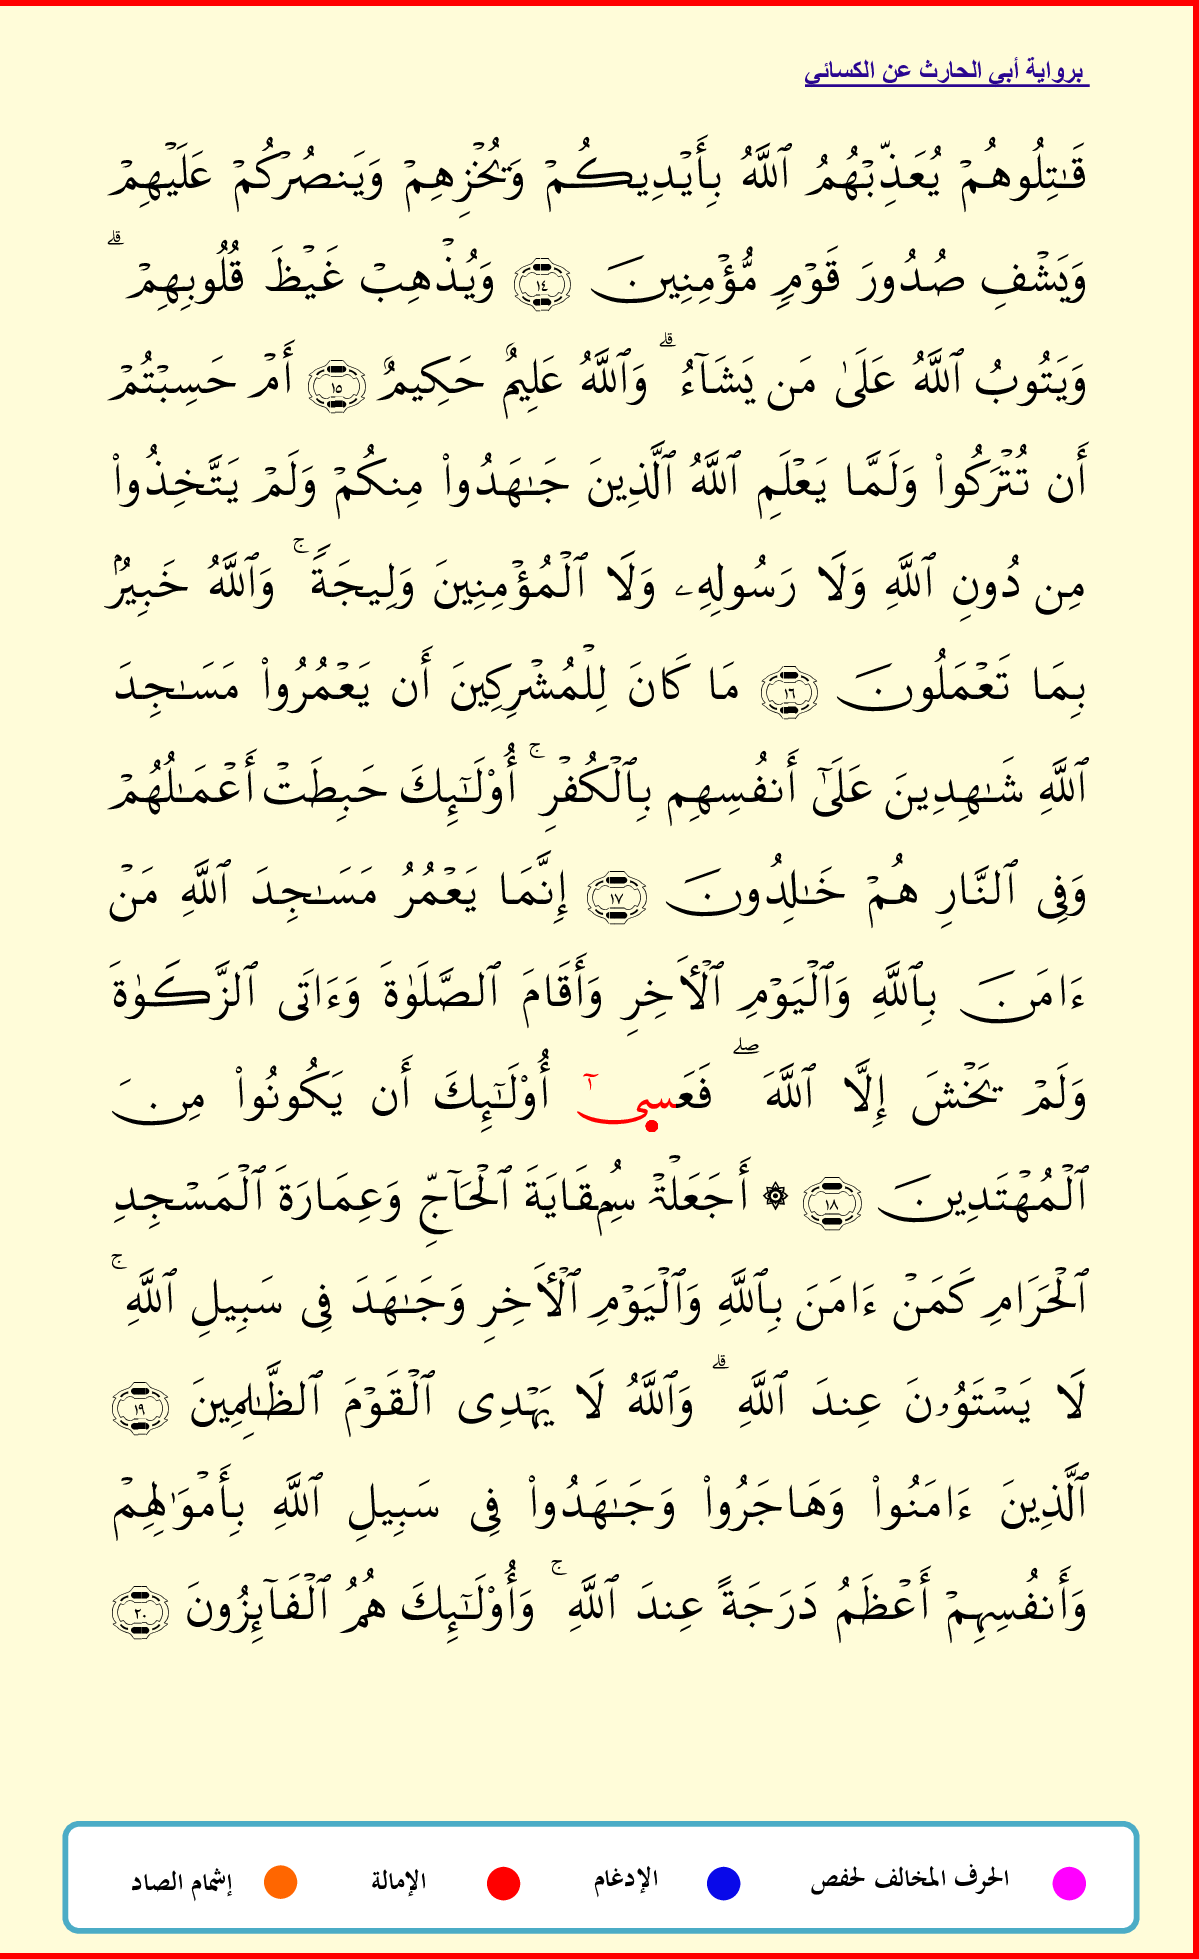 برواية أبي الحارث عن الكسائي
قَٰتِلُوهُمۡ يُعَذِّبۡهُمُ ٱللَّهُ بِأَيۡدِيكُمۡ وَيُخۡزِهِمۡ وَيَنصُرۡكُمۡ عَلَيۡهِمۡ
وَيَشۡفِ صُدُورَ قَوۡمٖ مُّؤۡمِنِينَ ١٤ وَيُذۡهِبۡ غَيۡظَ قُلُوبِهِمۡۗ
وَيَتُوبُ ٱللَّهُ عَلَىٰ مَن يَشَآءُۗ وَٱللَّهُ عَلِيمٌ حَكِيمٌ ١٥ أَمۡ حَسِبۡتُمۡ
أَن تُتۡرَكُواْ وَلَمَّا يَعۡلَمِ ٱللَّهُ ٱلَّذِينَ جَٰهَدُواْ مِنكُمۡ وَلَمۡ يَتَّخِذُواْ
مِن دُونِ ٱللَّهِ وَلَا رَسُولِهِۦ وَلَا ٱلۡمُؤۡمِنِينَ وَلِيجَةٗۚ وَٱللَّهُ خَبِيرُۢ
بِمَا تَعۡمَلُونَ ١٦ مَا كَانَ لِلۡمُشۡرِكِينَ أَن يَعۡمُرُواْ مَسَٰجِدَ
ٱللَّهِ شَٰهِدِينَ عَلَىٰٓ أَنفُسِهِم بِٱلۡكُفۡرِۚ أُوْلَٰٓئِكَ حَبِطَتۡ أَعۡمَٰلُهُمۡ
وَفِي ٱلنَّارِ هُمۡ خَٰلِدُونَ ١٧ إِنَّمَا يَعۡمُرُ مَسَٰجِدَ ٱللَّهِ مَنۡ
ءَامَنَ بِٱللَّهِ وَٱلۡيَوۡمِ ٱلۡأٓخِرِ وَأَقَامَ ٱلصَّلَوٰةَ وَءَاتَى ٱلزَّكَوٰةَ
وَلَمۡ يَخۡشَ إِلَّا ٱللَّهَۖ فَعَسىٰٓ أُوْلَٰٓئِكَ أَن يَكُونُواْ مِنَ
ٱلۡمُهۡتَدِينَ ١٨ ۞ أَجَعَلۡتُمۡ سِقَايَةَ ٱلۡحَآجِّ وَعِمَارَةَ ٱلۡمَسۡجِدِ
ٱلۡحَرَامِ كَمَنۡ ءَامَنَ بِٱللَّهِ وَٱلۡيَوۡمِ ٱلۡأٓخِرِ وَجَٰهَدَ فِي سَبِيلِ ٱللَّهِۚ
لَا يَسۡتَوُۥنَ عِندَ ٱللَّهِۗ وَٱللَّهُ لَا يَهۡدِي ٱلۡقَوۡمَ ٱلظَّٰلِمِينَ ١٩
ٱلَّذِينَ ءَامَنُواْ وَهَاجَرُواْ وَجَٰهَدُواْ فِي سَبِيلِ ٱللَّهِ بِأَمۡوَٰلِهِمۡ
وَأَنفُسِهِمۡ أَعۡظَمُ دَرَجَةً عِندَ ٱللَّهِۚ وَأُوْلَٰٓئِكَ هُمُ ٱلۡفَآئِزُونَ ٢٠
الحرف المخالف لحفص الإدغام الإمالة إشمام الصاد